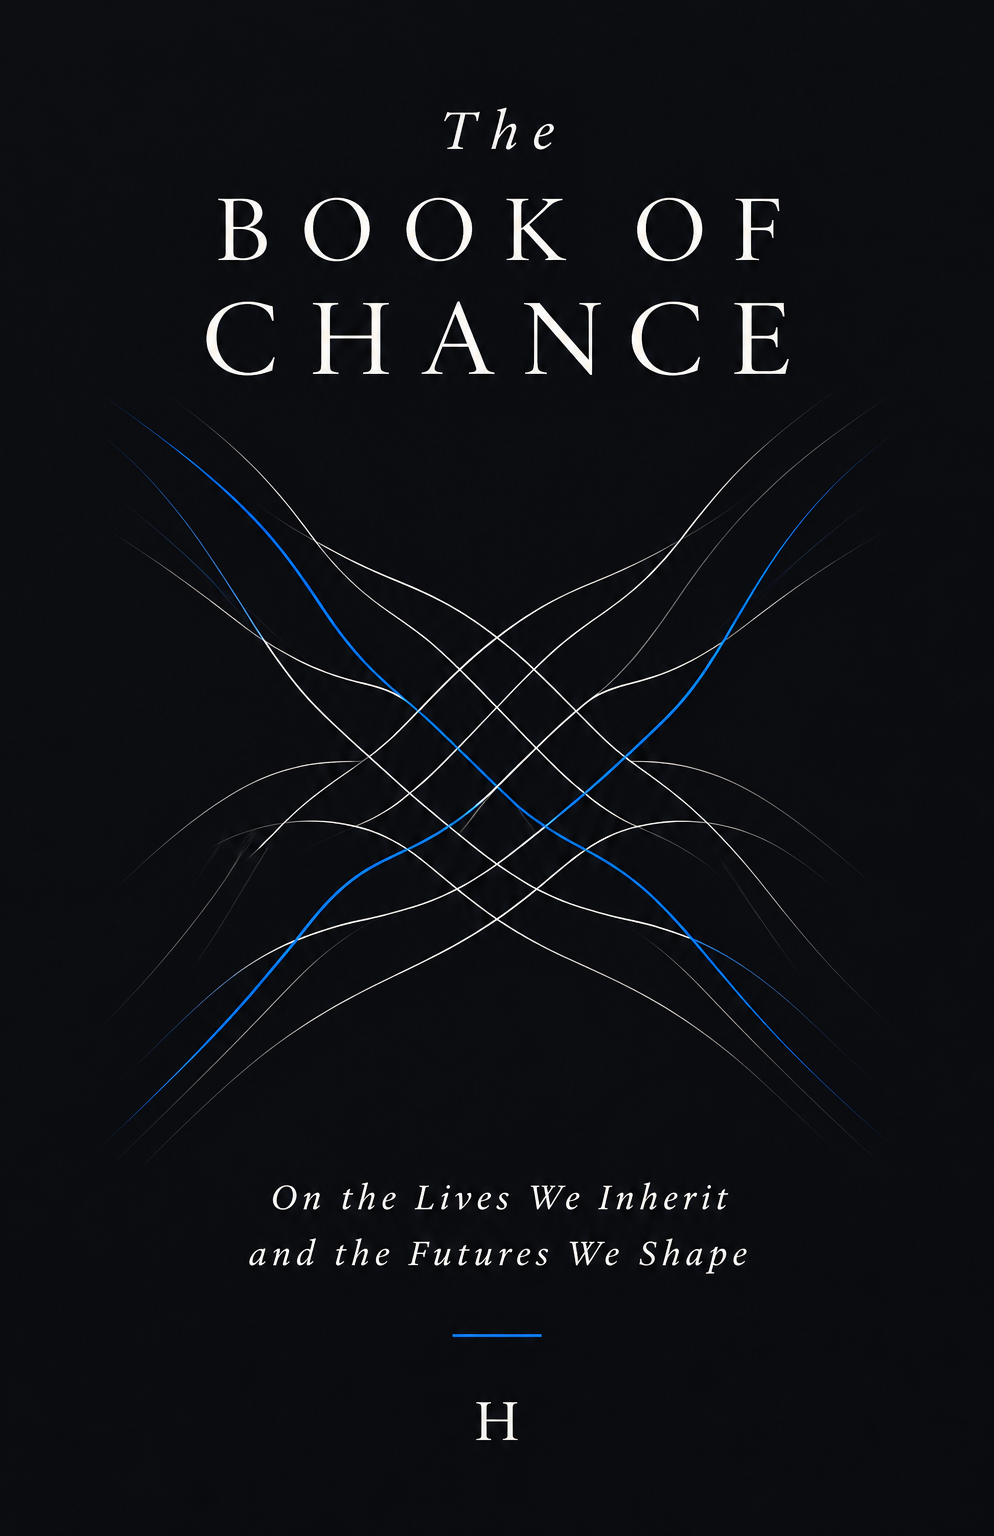 The
BOOK OF
CHANCE
On the Lives We Inherit
and the Futures We Shape
H